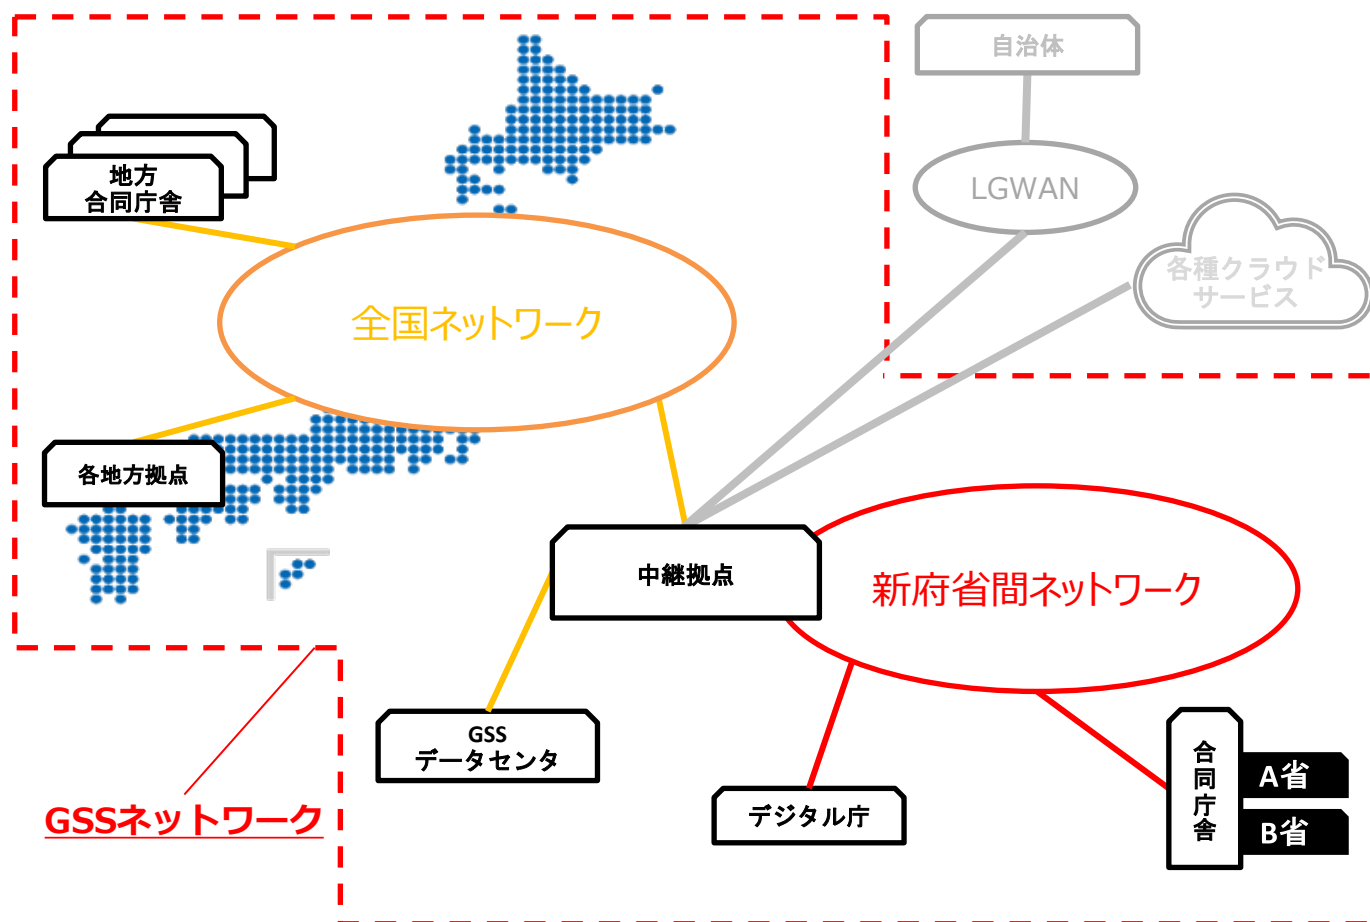 自治体
LGWAN
各種クラウド
サービス
地方
合同庁舎
全国ネットワーク
各地方拠点
中継拠点
新府省間ネットワーク
GSS
データセンタ
GSSネットワーク
デジタル庁
合同庁舎
A省
B省